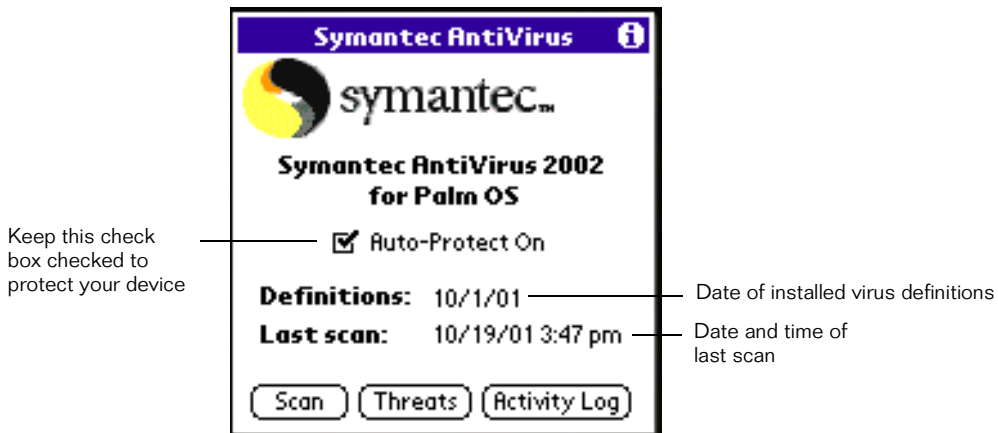 Symantec AntiVirus
symantec™
Symantec AntiVirus 2002
for Palm OS
Keep this check
box checked to
protect your device
Auto-Protect On
Definitions: 10/1/01
Date of installed virus definitions
Last scan: 10/19/01 3:47 pm
Date and time of
last scan
Scan
Threats
Activity Log